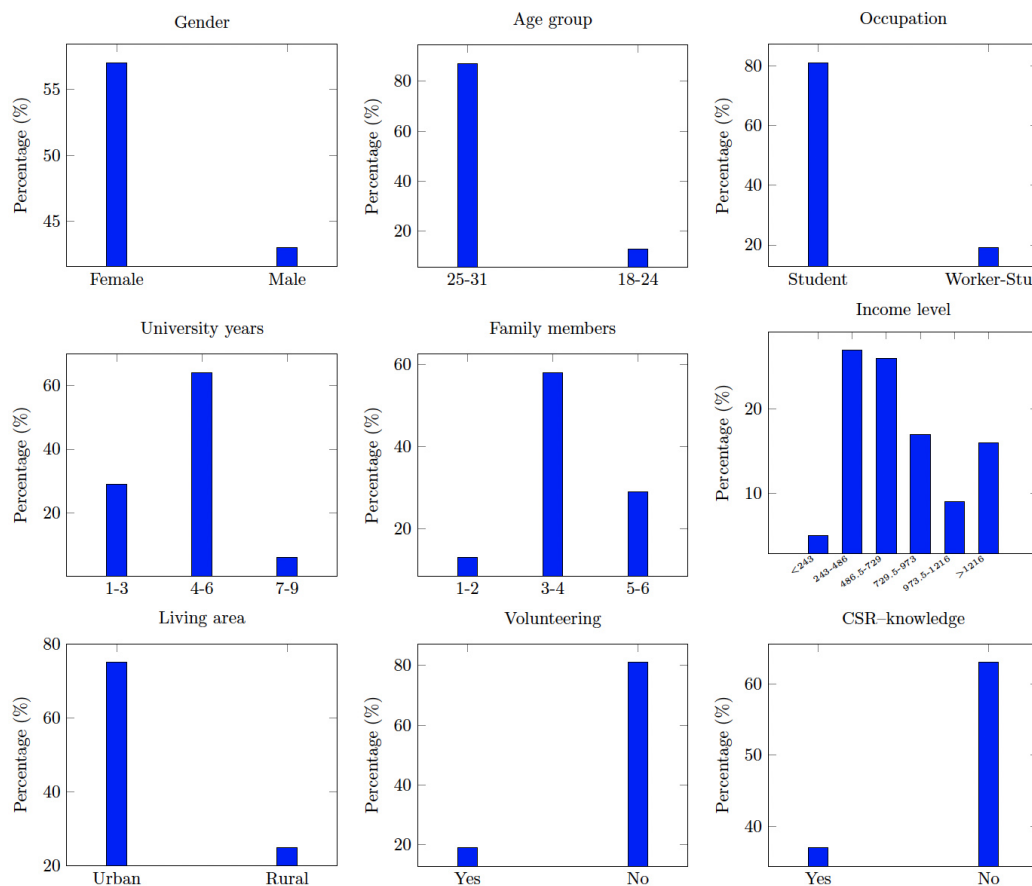 Gender
Percentage (%)
55
50
45
Female Male
Age group
Percentage (%)
80
60
40
20
25-31 18-24
Occupation
Percentage (%)
80
60
40
20
Student Worker-Stu
University years
Percentage (%)
60
40
20
1-3 4-6 7-9
Family members
Percentage (%)
60
40
20
1-2 3-4 5-6
Income level
Percentage (%)
20
10
<243 243-486 486.5-729 729.5-973 973.5-1216 >1216
Living area
Percentage (%)
80
60
40
20
Urban Rural
Volunteering
Percentage (%)
80
60
40
20
Yes No
CSR–knowledge
Percentage (%)
60
50
40
Yes No